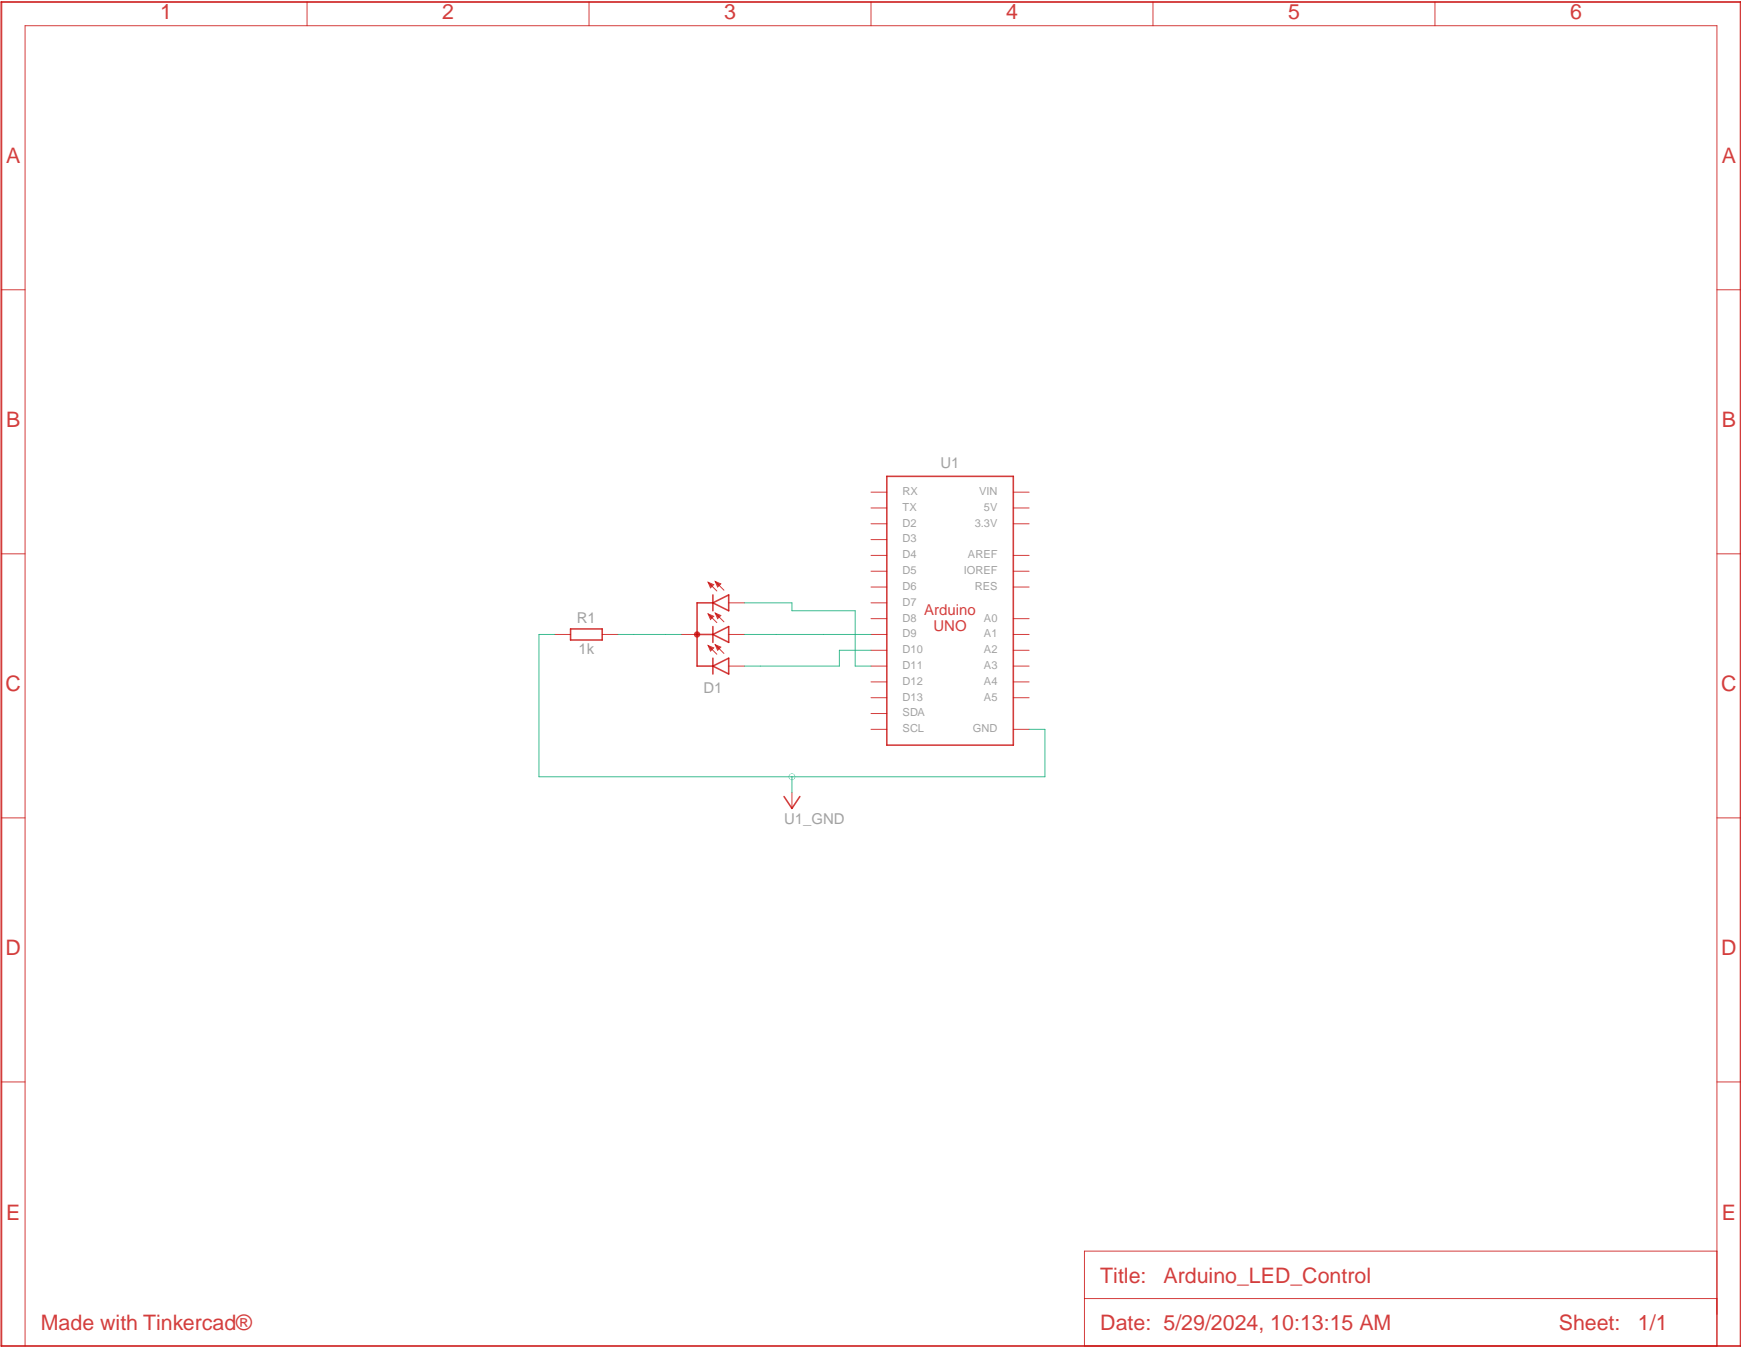 1 2 3 4 5 6
A A
B B
U1
RX VIN
TX 5V
D2 3.3V
D3
D4 AREF
D5 IOREF
D6 RES
D7
Arduino
D8 A0
UNO
D9 A1
D10 A2
D11 A3
D12 A4
D13 A5
SDA
SCL GND
R1
1k
D1
C C
U1_GND
D D
E E
Title: Arduino_LED_Control
Made with Tinkercad®
Date: 5/29/2024, 10:13:15 AM Sheet: 1/1